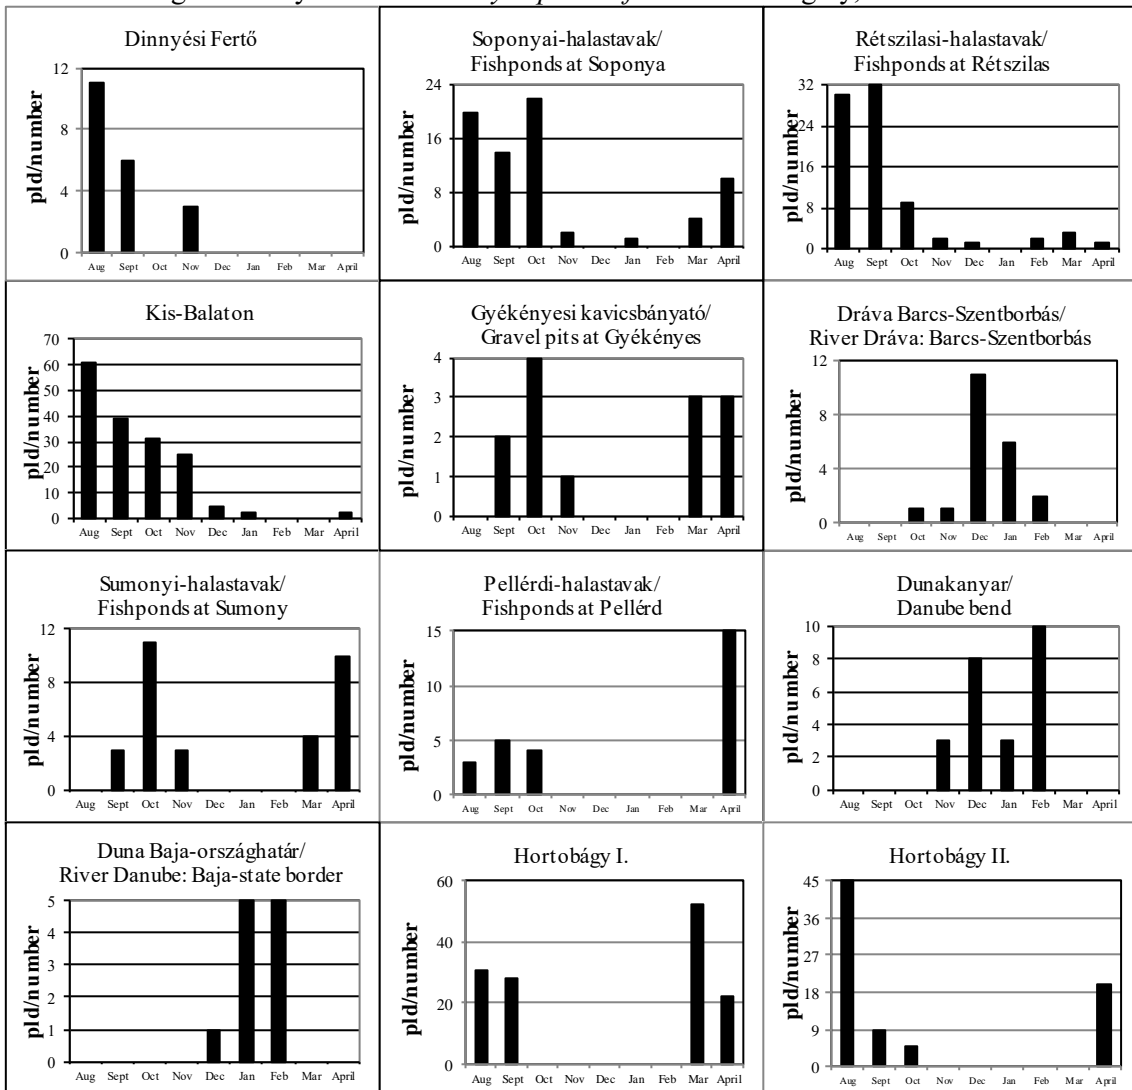 Dinnyési Fertő
pld/number
12
8
4
0
Aug Sept Oct Nov Dec Jan Feb Mar April
Soponyai-halastavak/
Fishponds at Soponya
pld/number
24
16
8
0
Aug Sept Oct Nov Dec Jan Feb Mar April
Rétszilasi-halastavak/
Fishponds at Rétszilas
pld/number
32
24
16
8
0
Aug Sept Oct Nov Dec Jan Feb Mar April
Kis-Balaton
pld/number
70
60
50
40
30
20
10
0
Aug Sept Oct Nov Dec Jan Feb Mar April
Gyékényesi kavicsbányató/
Gravel pits at Gyékényes
pld/number
4
3
2
1
0
Aug Sept Oct Nov Dec Jan Feb Mar April
Dráva Barcs-Szentborbás/
River Dráva: Barcs-Szentborbás
pld/number
12
8
4
0
Aug Sept Oct Nov Dec Jan Feb Mar April
Sumonyi-halastavak/
Fishponds at Sumony
pld/number
12
8
4
0
Aug Sept Oct Nov Dec Jan Feb Mar April
Pellérdi-halastavak/
Fishponds at Pellérd
pld/number
15
10
5
0
Aug Sept Oct Nov Dec Jan Feb Mar April
Dunakanyar/
Danube bend
pld/number
10
8
6
4
2
0
Aug Sept Oct Nov Dec Jan Feb Mar April
Duna Baja-országhatár/
River Danube: Baja-state border
pld/number
5
4
3
2
1
0
Aug Sept Oct Nov Dec Jan Feb Mar April
Hortobágy I.
pld/number
60
40
20
0
Aug Sept Oct Nov Dec Jan Feb Mar April
Hortobágy II.
pld/number
45
36
27
18
9
0
Aug Sept Oct Nov Dec Jan Feb Mar April